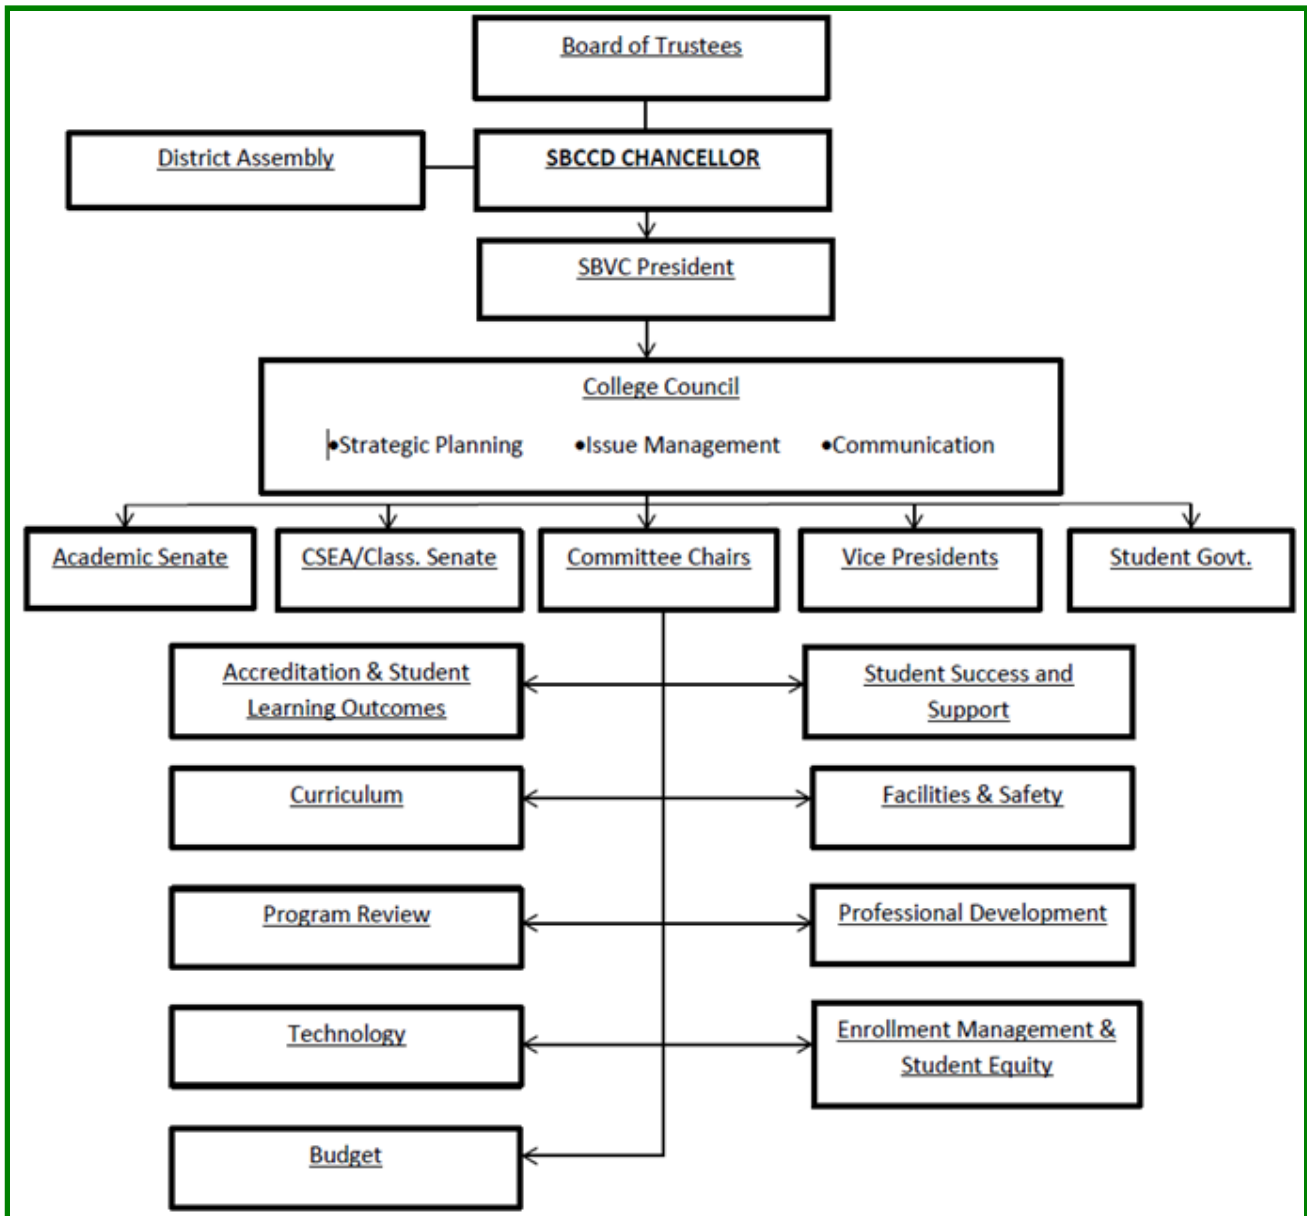 Board of Trustees
District Assembly
SBCCD CHANCELLOR
SBVC President
College Council
•Strategic Planning •Issue Management •Communication
Academic Senate
CSEA/Class. Senate
Committee Chairs
Vice Presidents
Student Govt.
Accreditation & Student
Learning Outcomes
Student Success and
Support
Curriculum
Facilities & Safety
Program Review
Professional Development
Technology
Enrollment Management &
Student Equity
Budget